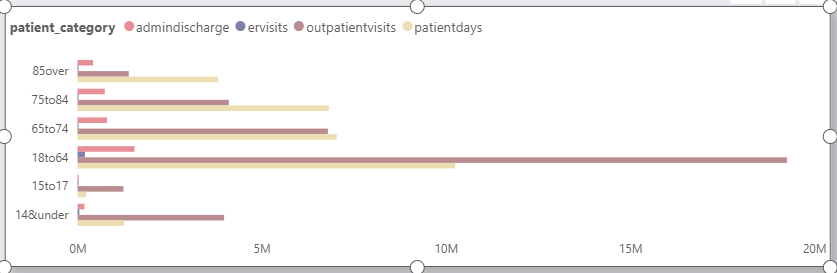 patient_category admindischarge ervisits outpatientvisits patientdays
85over
75to84
65to74
18to64
15to17
14&under
0M 5M 10M 15M 20M